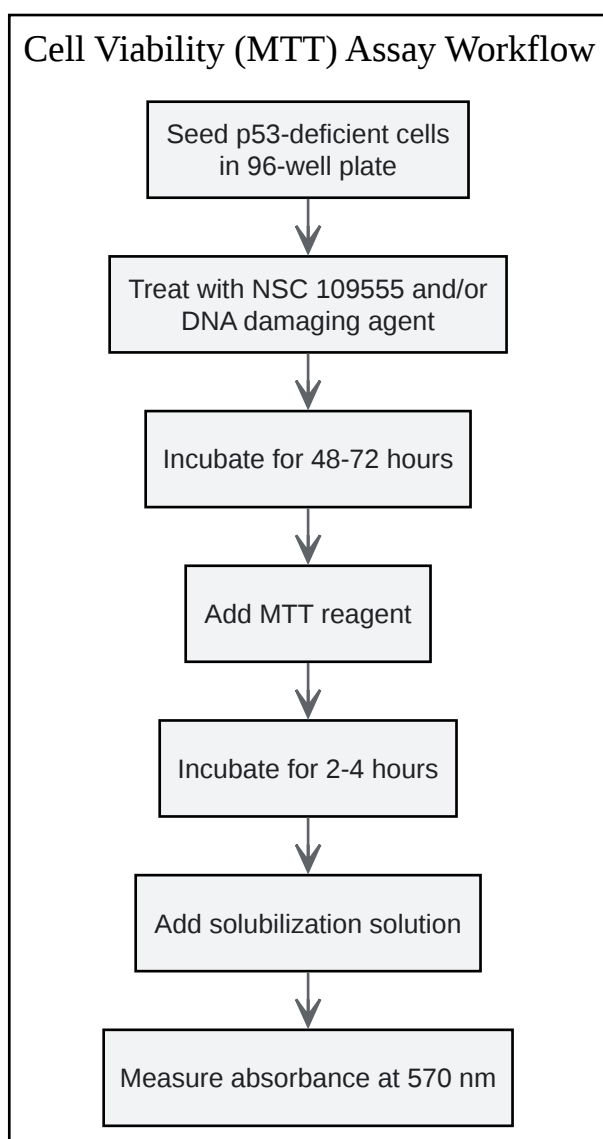 Cell Viability (MTT) Assay Workflow
Seed p53-deficient cells
in 96-well plate
Treat with NSC 109555 and/or
DNA damaging agent
Incubate for 48-72 hours
Add MTT reagent
Incubate for 2-4 hours
Add solubilization solution
Measure absorbance at 570 nm